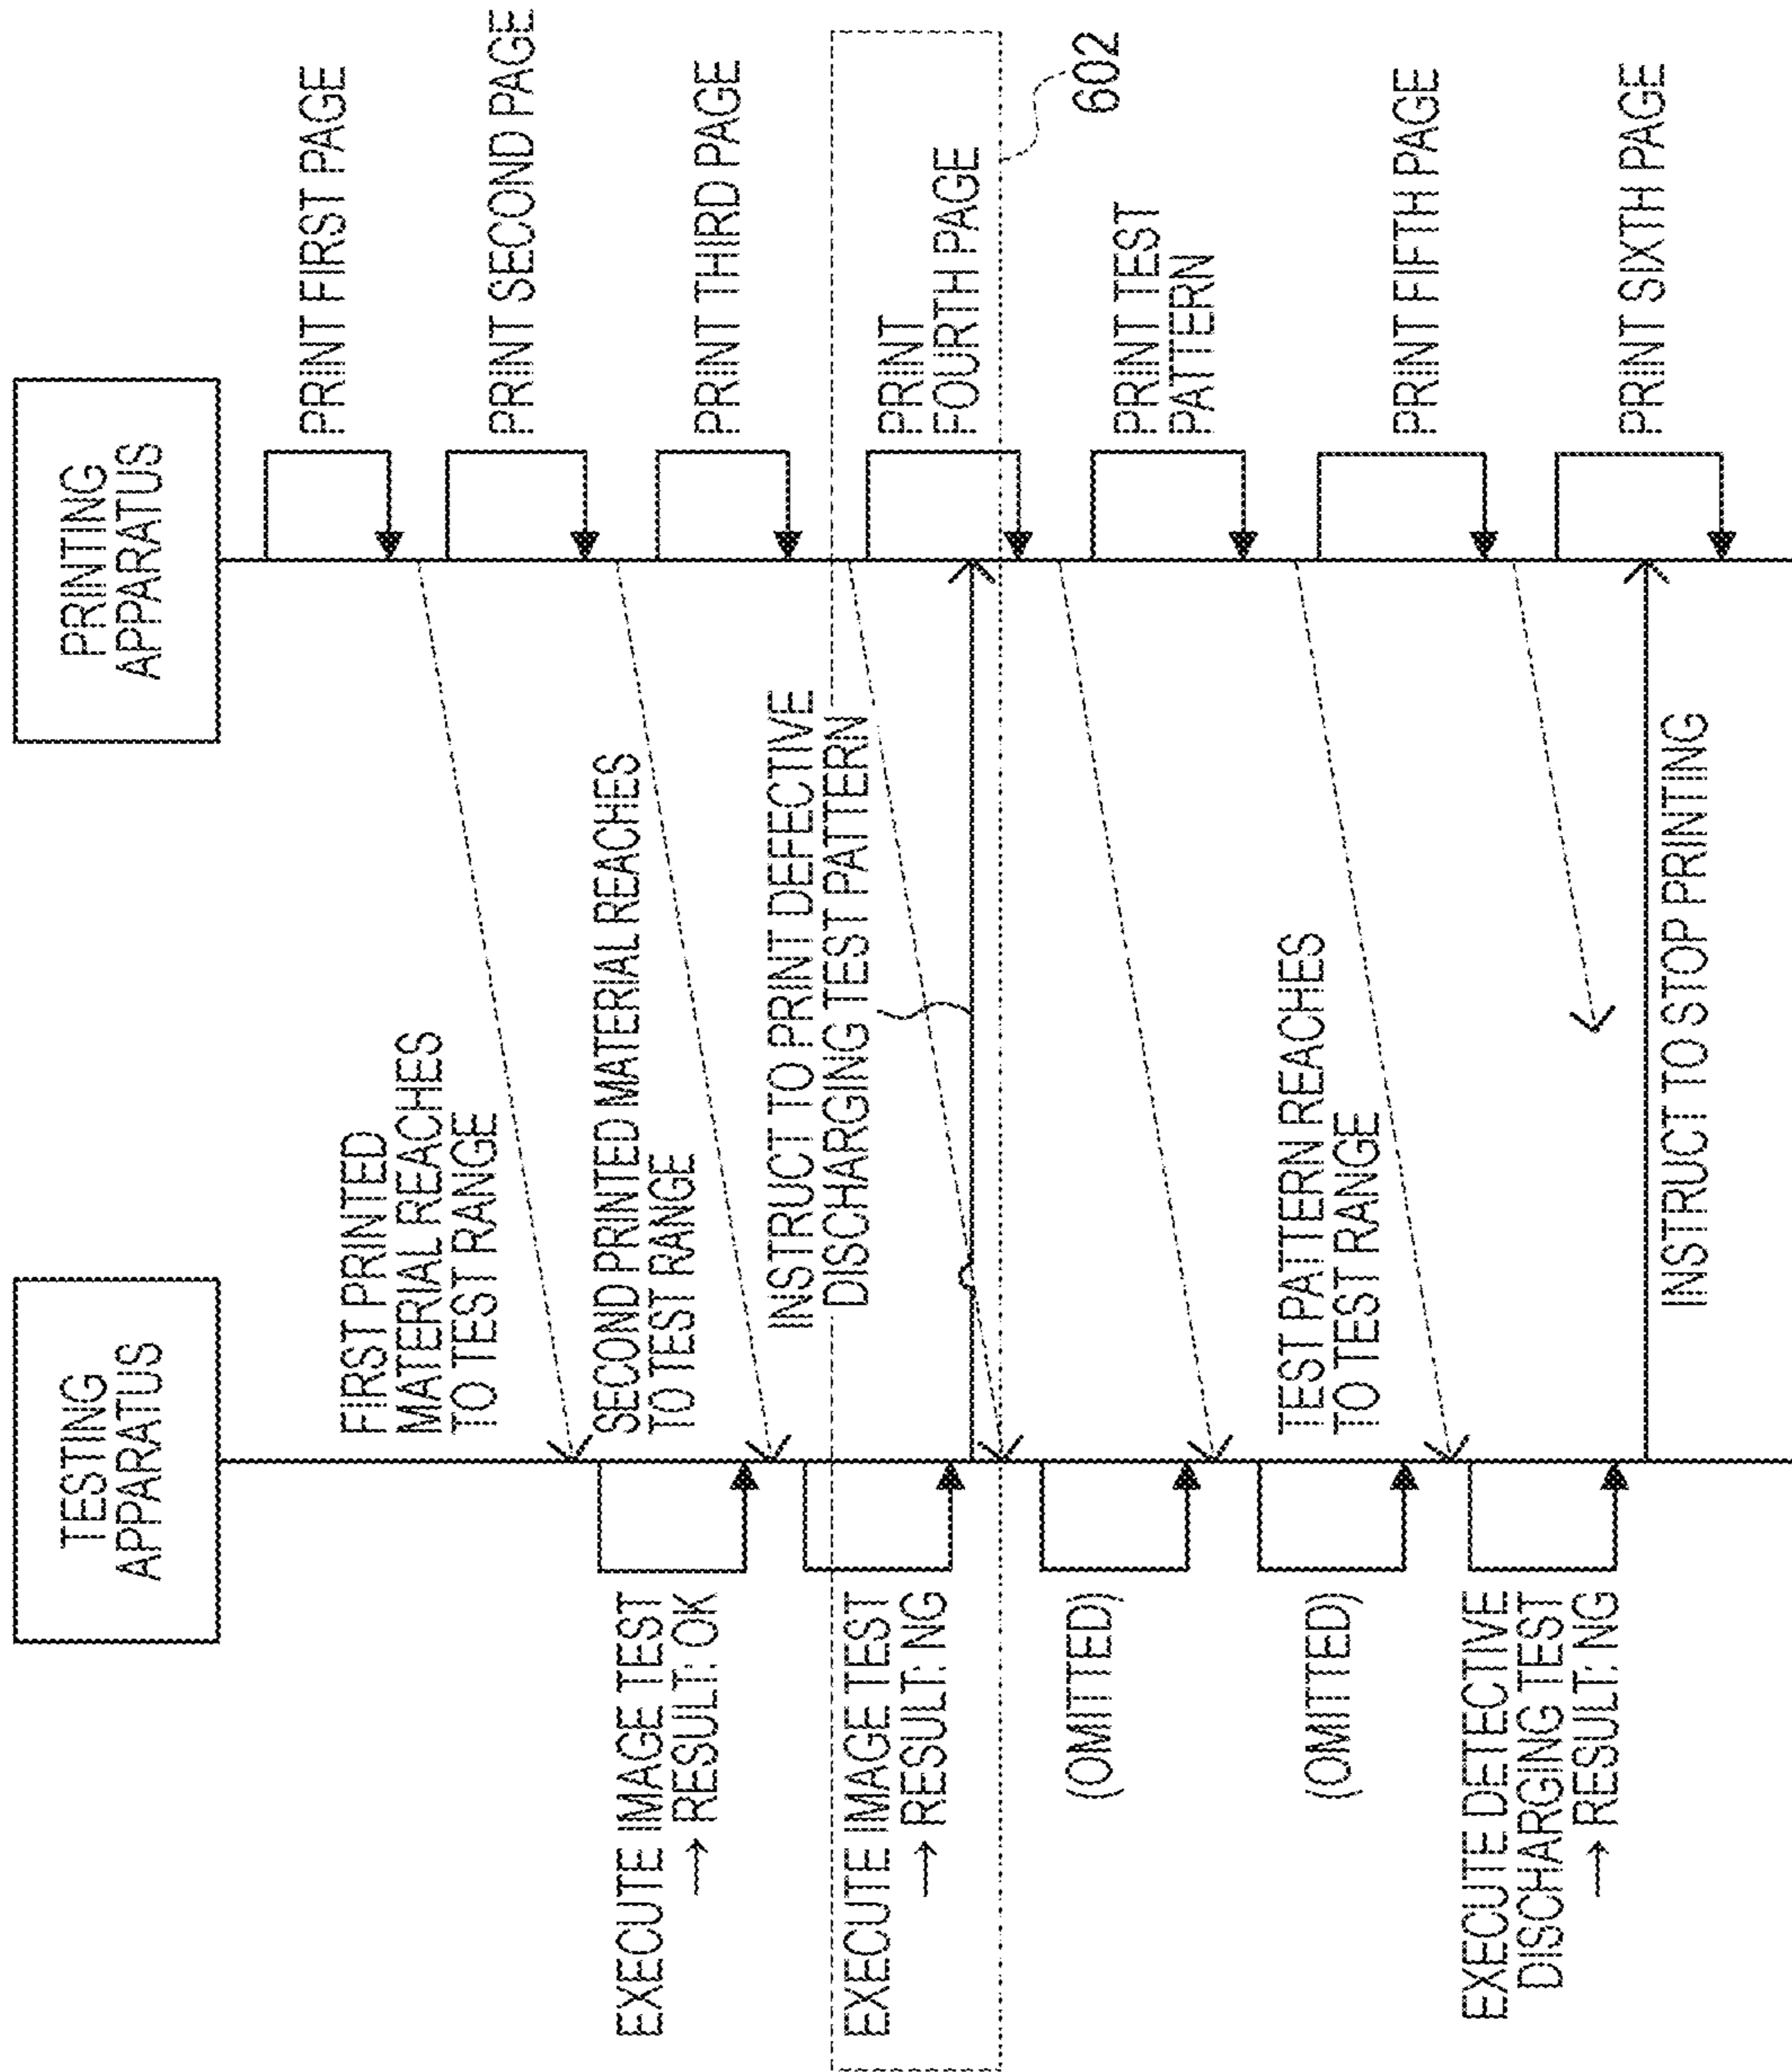 TESTING
APPARATUS
PRINTING
APPARATUS
PRINT FIRST PAGE
FIRST PRINTED
MATERIAL REACHES
TO TEST RANGE
PRINT SECOND PAGE
EXECUTE IMAGE TEST
→ RESULT: OK
SECOND PRINTED MATERIAL REACHES
TO TEST RANGE
PRINT THIRD PAGE
INSTRUCT TO PRINT DEFECTIVE
DISCHARGING TEST PATTERN
EXECUTE IMAGE TEST
→ RESULT: NG
PRINT
FOURTH PAGE
602
(OMITTED)
PRINT TEST
PATTERN
(OMITTED)
TEST PATTERN REACHES
TO TEST RANGE
PRINT FIFTH PAGE
EXECUTE DETECTIVE
DISCHARGING TEST
→ RESULT: NG
PRINT SIXTH PAGE
INSTRUCT TO STOP PRINTING